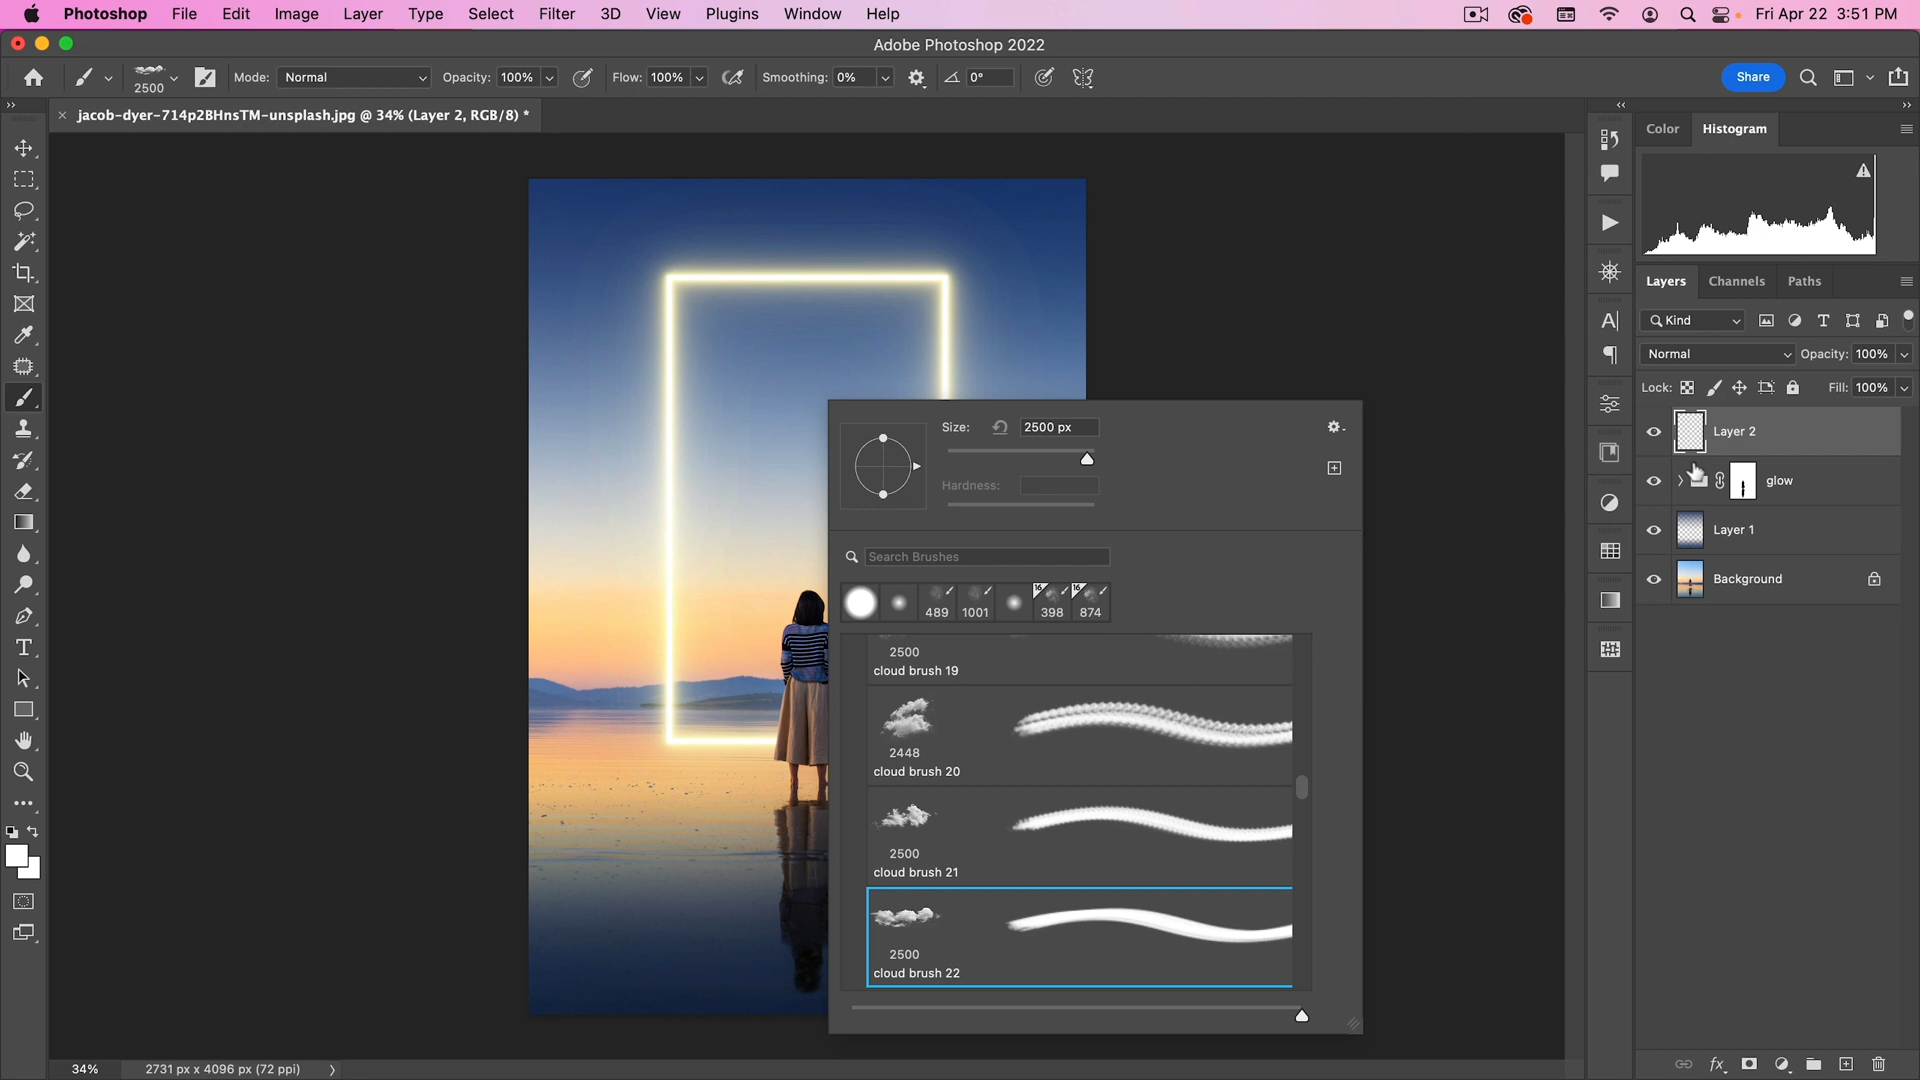 Photoshop File Edit Image Layer Type Select Filter 3D View Plugins Window Help Fri Apr 22 3:51 PM
Adobe Photoshop 2022
2500 Mode: Normal Opacity: 100% Flow: 100% Smoothing: 0% 0° Share
jacob-dyer-714p2BHnsTM-unsplash.jpg @ 34% (Layer 2, RGB/8) *
Color Histogram
Layers Channels Paths
Kind
Normal Opacity: 100%
Lock: Fill: 100%
Layer 2
glow
Layer 1
Background
Size: 2500 px
Hardness:
Search Brushes
489 1001 398 874
2500
cloud brush 19
2448
cloud brush 20
2500
cloud brush 21
2500
cloud brush 22
34% 2731 px x 4096 px (72 ppi)